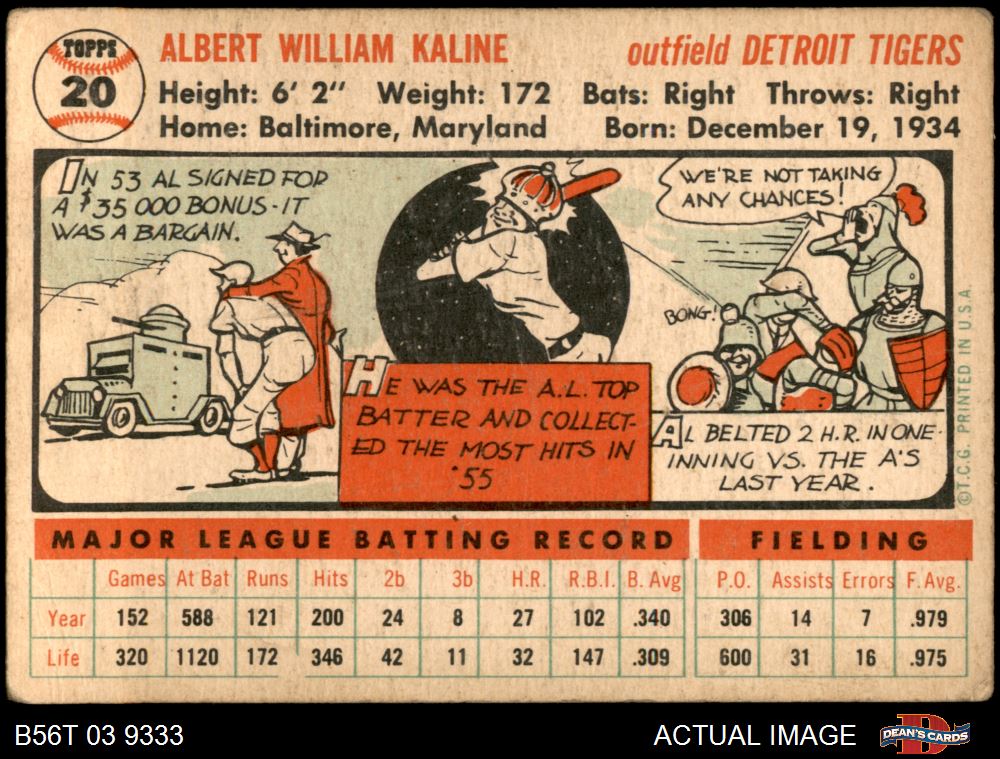 TOPPS
20
ALBERT WILLIAM KALINE outfield DETROIT TIGERS
Height: 6' 2" Weight: 172 Bats: Right Throws: Right
Home: Baltimore, Maryland Born: December 19, 1934
IN 53 AL SIGNED FOR
A $35 000 BONUS-IT
WAS A BARGAIN.
WE'RE NOT TAKING
ANY CHANCES!
BONG!
HE WAS THE A.L. TOP
BATTER AND COLLECT-
ED THE MOST HITS IN
'55
AL BELTED 2 H.R. IN ONE
INNING VS. THE A'S
LAST YEAR.
©T.C.G. PRINTED IN U.S.A.
MAJOR LEAGUE BATTING RECORD FIELDING
Games At Bat Runs Hits 2b 3b H.R. R.B.I. B. Avg P.O. Assists Errors F. Avg.
Year 152 588 121 200 24 8 27 102 .340 306 14 7 .979
Life 320 1120 172 346 42 11 32 147 .309 600 31 16 .975
B56T 03 9333 ACTUAL IMAGE DEAN'S CARDS